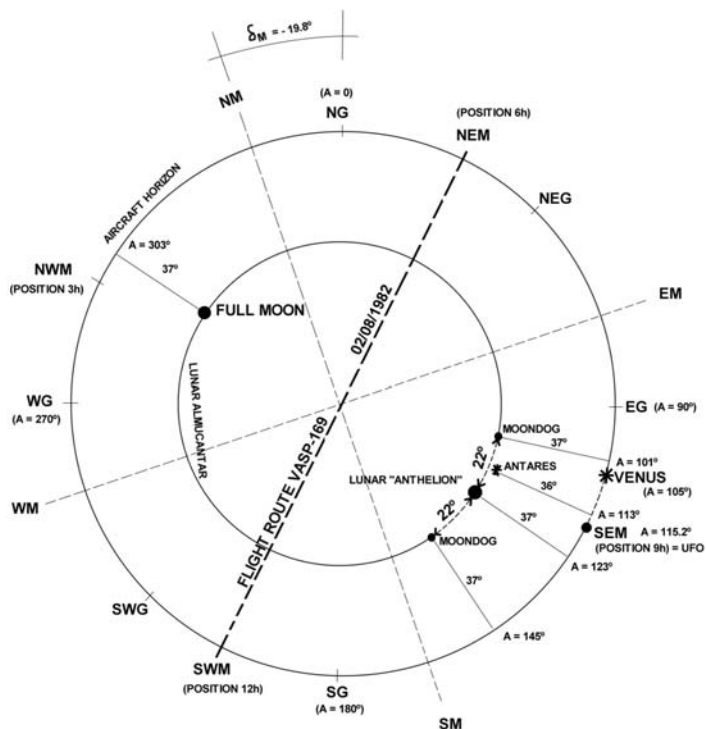 δM = - 19.8º
NM
(A = 0)
NG
(POSITION 6h)
NEM
NEG
AIRCRAFT HORIZON
A = 303º
37º
NWM
(POSITION 3h)
FULL MOON
02/08/1982
EM
LUNAR ALMUCANTAR
WG
(A = 270º)
EG (A = 90º)
MOONDOG
37º
A = 101º
22º
ANTARES
VENUS
(A = 105º)
LUNAR "ANTHELION"
36º
A = 113º
WM
FLIGHT ROUTE VASP-169
22º
37º
SEM A = 115.2º
(POSITION 9h) = UFO
MOONDOG
A = 123º
37º
SWG
A = 145º
SWM
(POSITION 12h)
SG
(A = 180º)
SM